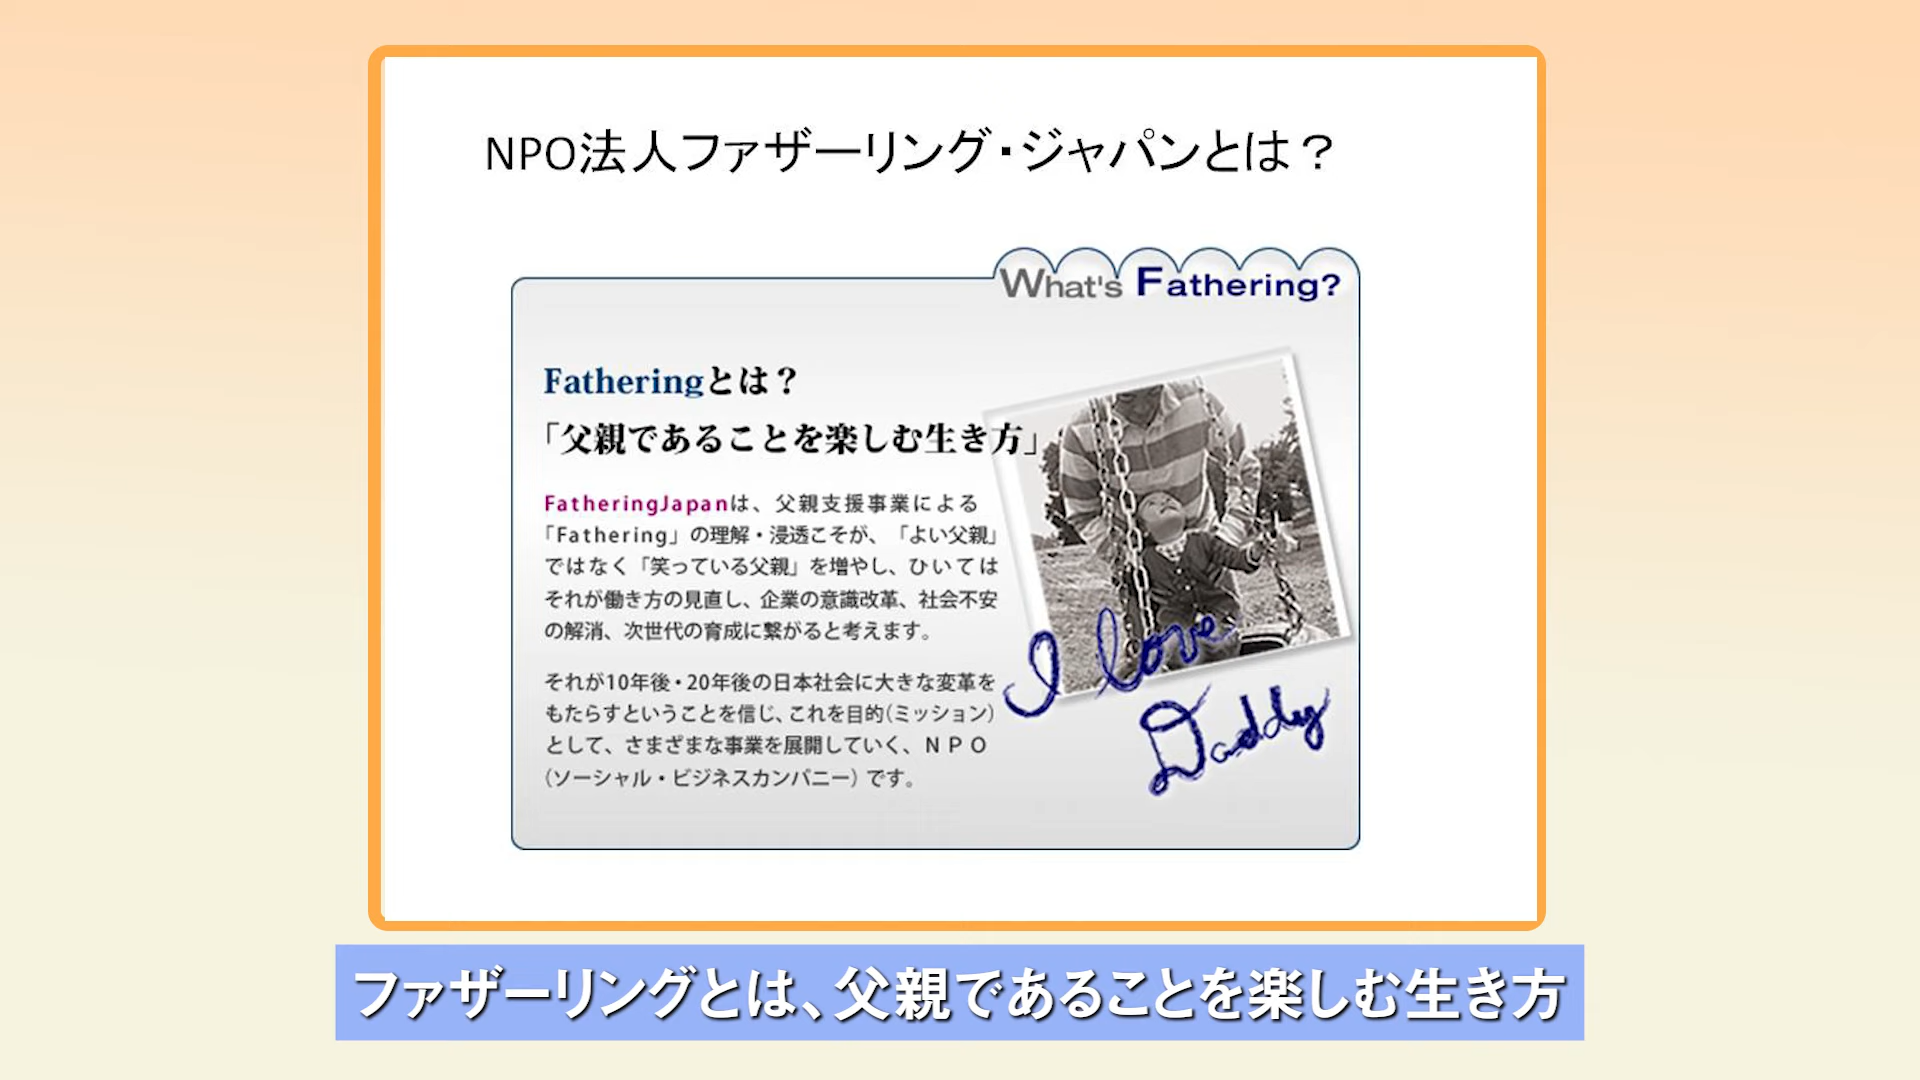 NPO法人ファザーリング・ジャパンとは？
What's Fathering?
Fatheringとは？
「父親であることを楽しむ生き方」
FatheringJapanは、父親支援事業による
「Fathering」の理解・浸透こそが、「よい父親」
ではなく「笑っている父親」を増やし、ひいては
それが働き方の見直し、企業の意識改革、社会不安
の解消、次世代の育成に繋がると考えます。
それが10年後・20年後の日本社会に大きな変革を
もたらすということを信じ、これを目的（ミッション）
として、さまざまな事業を展開していく、ＮＰＯ
（ソーシャル・ビジネスカンパニー）です。
I love
Daddy
ファザーリングとは、父親であることを楽しむ生き方